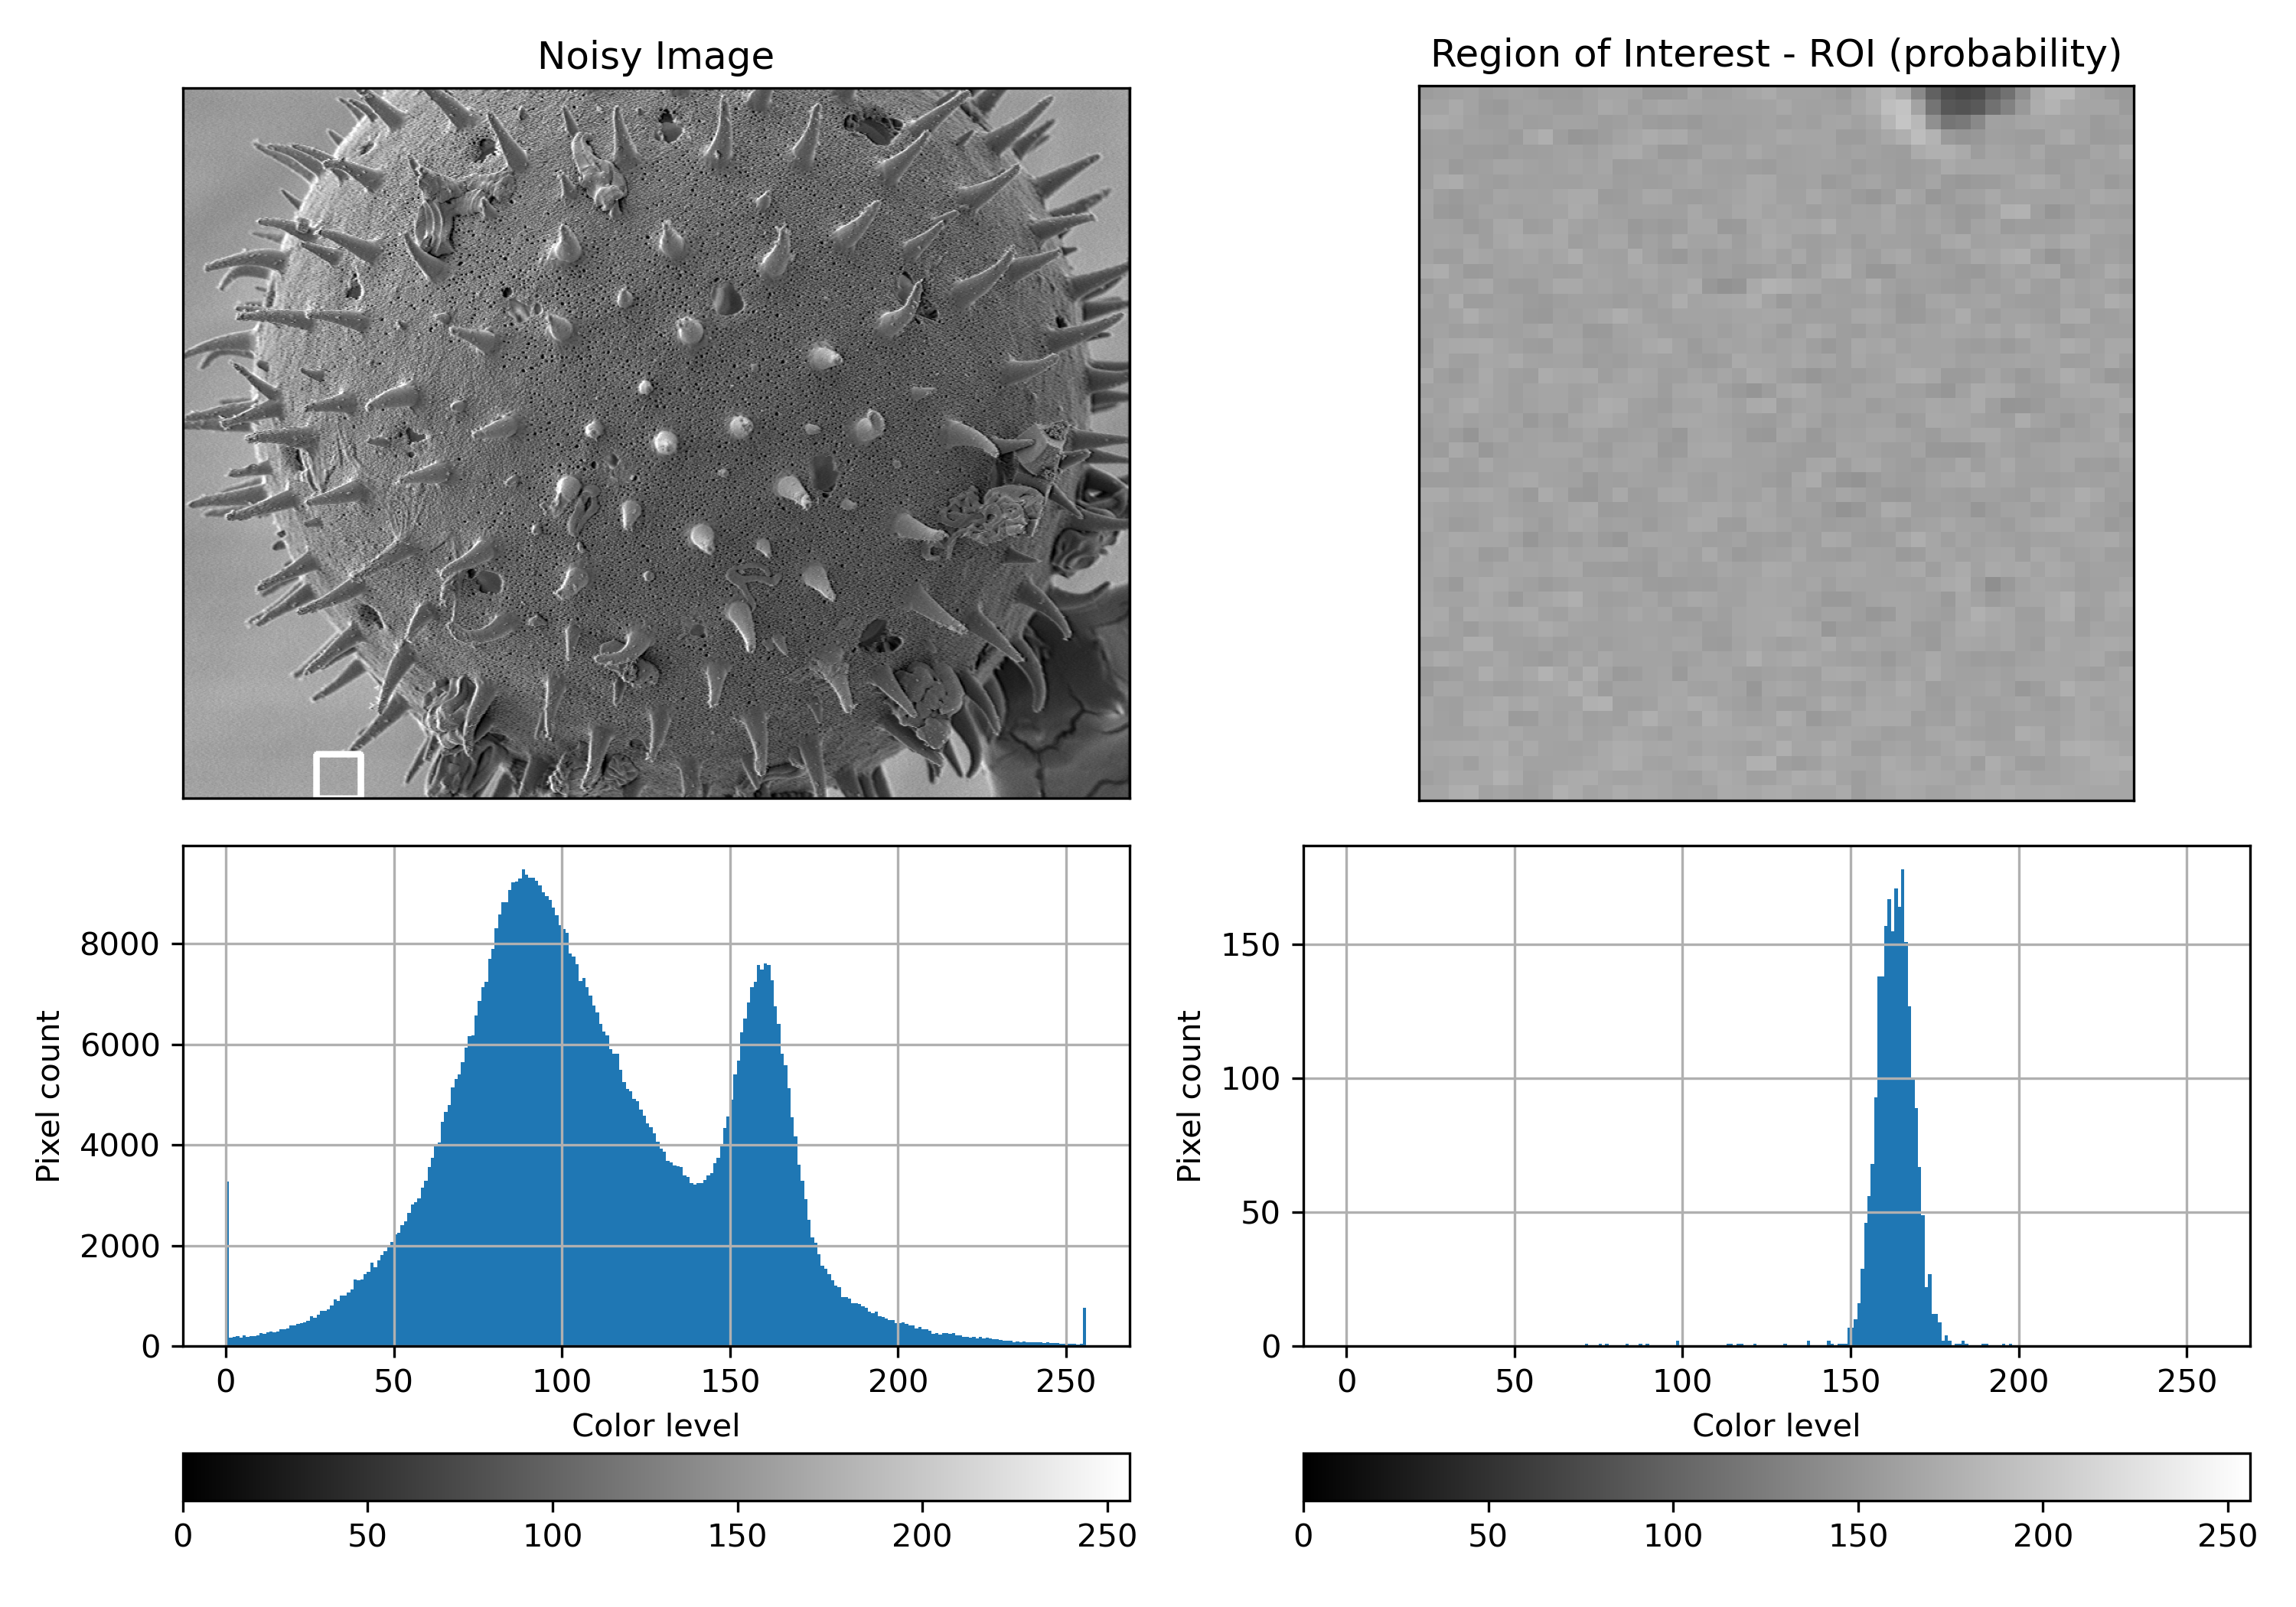 Noisy Image
Region of Interest - ROI (probability)
8000
6000
4000
2000
0
Pixel count
0 50 100 150 200 250
Color level
0 50 100 150 200 250
150
100
50
0
Pixel count
0 50 100 150 200 250
Color level
0 50 100 150 200 250